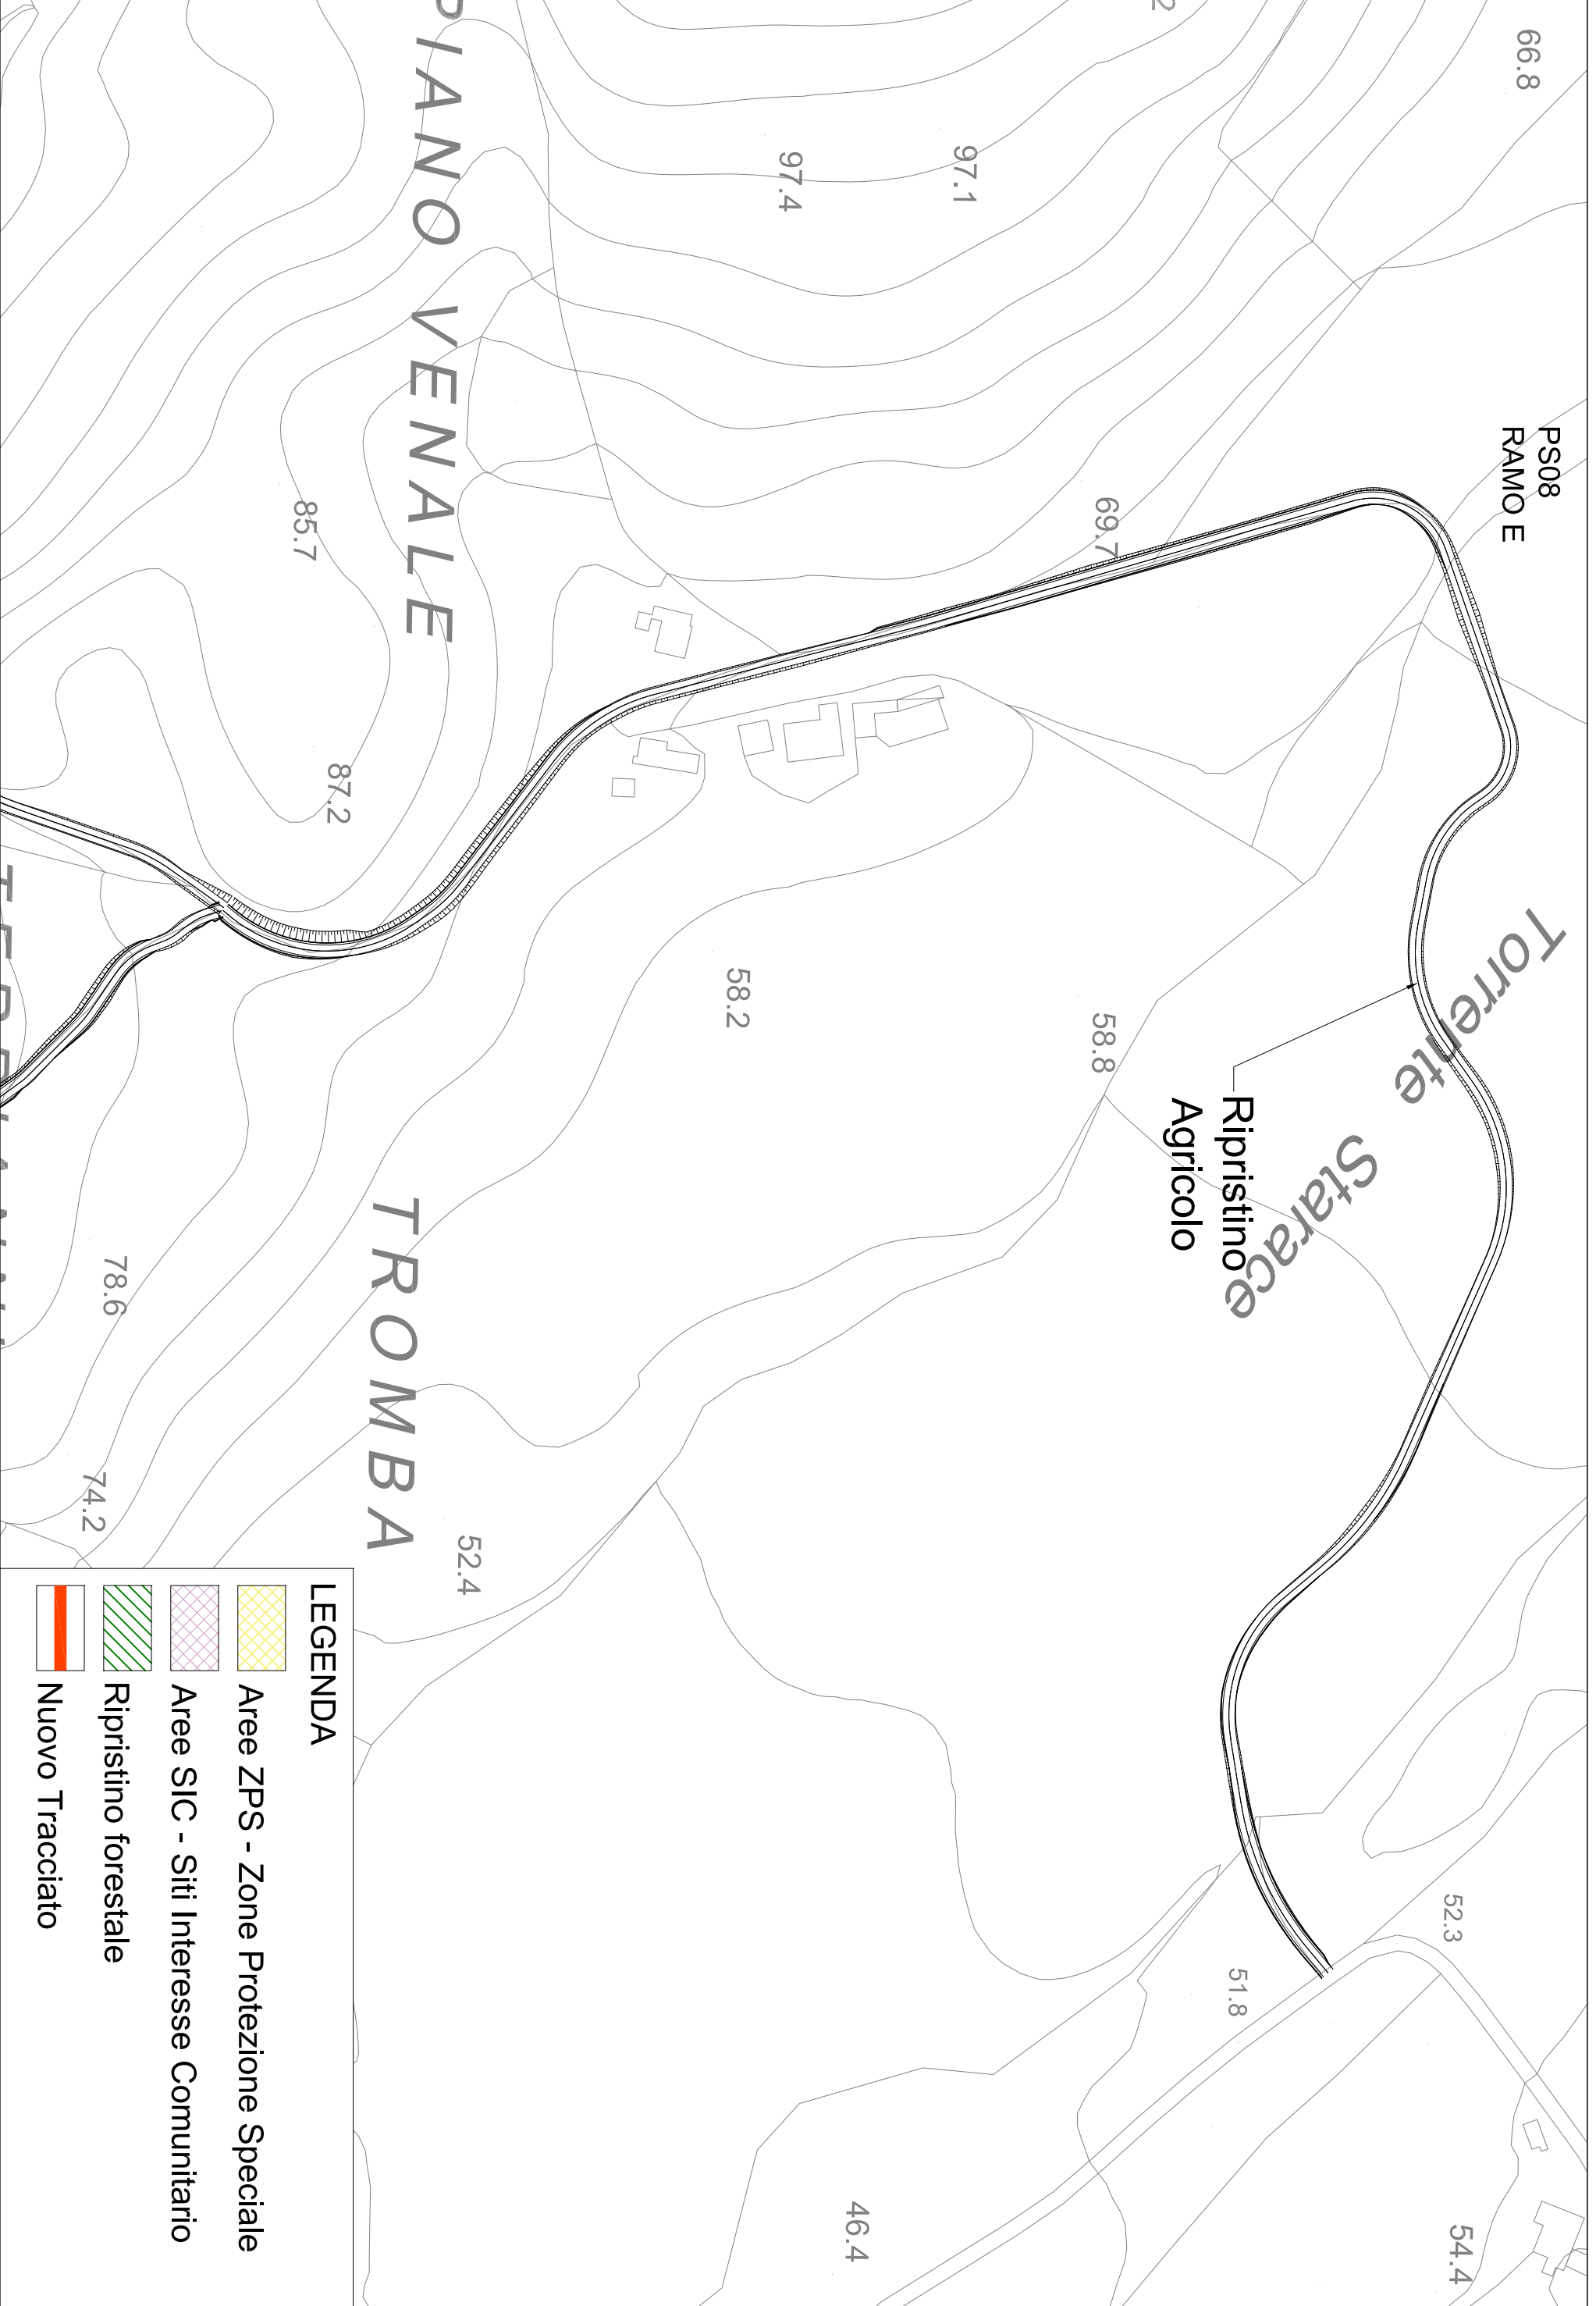 66.8
PS08
RAMO E
Torrente Starace
54.4
52.3
Ripristino
Agricolo
51.8
69.7
58.8
97.1
46.4
97.4
58.2
52.4
PIANO VENALE
TROMBA
87.2
85.7
78.6
74.2
LEGENDA
Aree ZPS - Zone Protezione Speciale
Aree SIC - Siti Interesse Comunitario
Ripristino forestale
Nuovo Tracciato